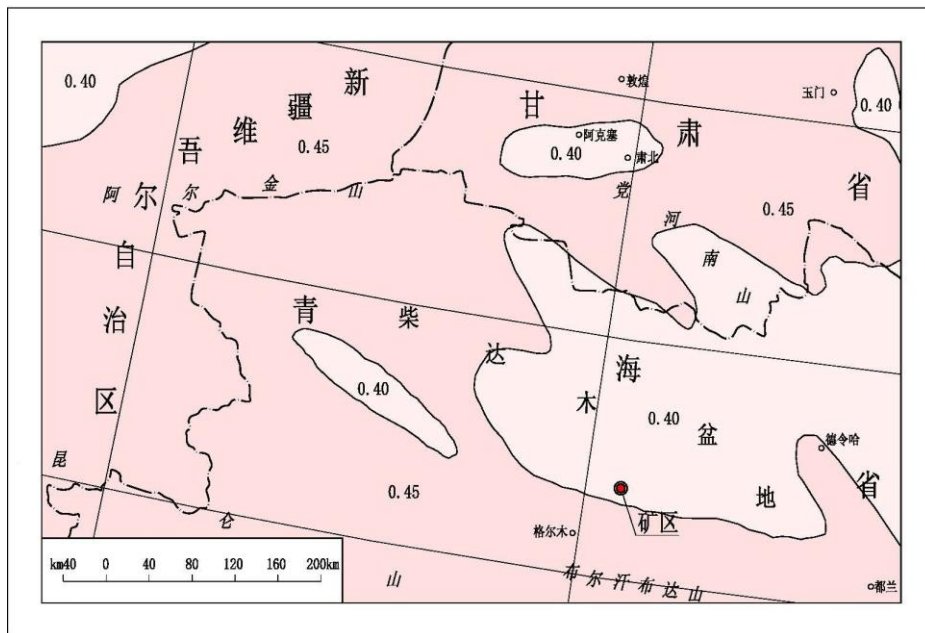 0.40
新
疆
维
吾
尔
自
治
区
0.45
阿 尔 金 山
甘
肃
省
敦煌
玉门
0.40
阿克塞
0.40
肃北
党
河
南
山
0.45
青
海
省
柴
达
木
盆
地
0.40
0.40
德令哈
0.45
矿区
格尔木
昆
仑
山
布尔汗布达山
都兰
km40 0 40 80 120 160 200km